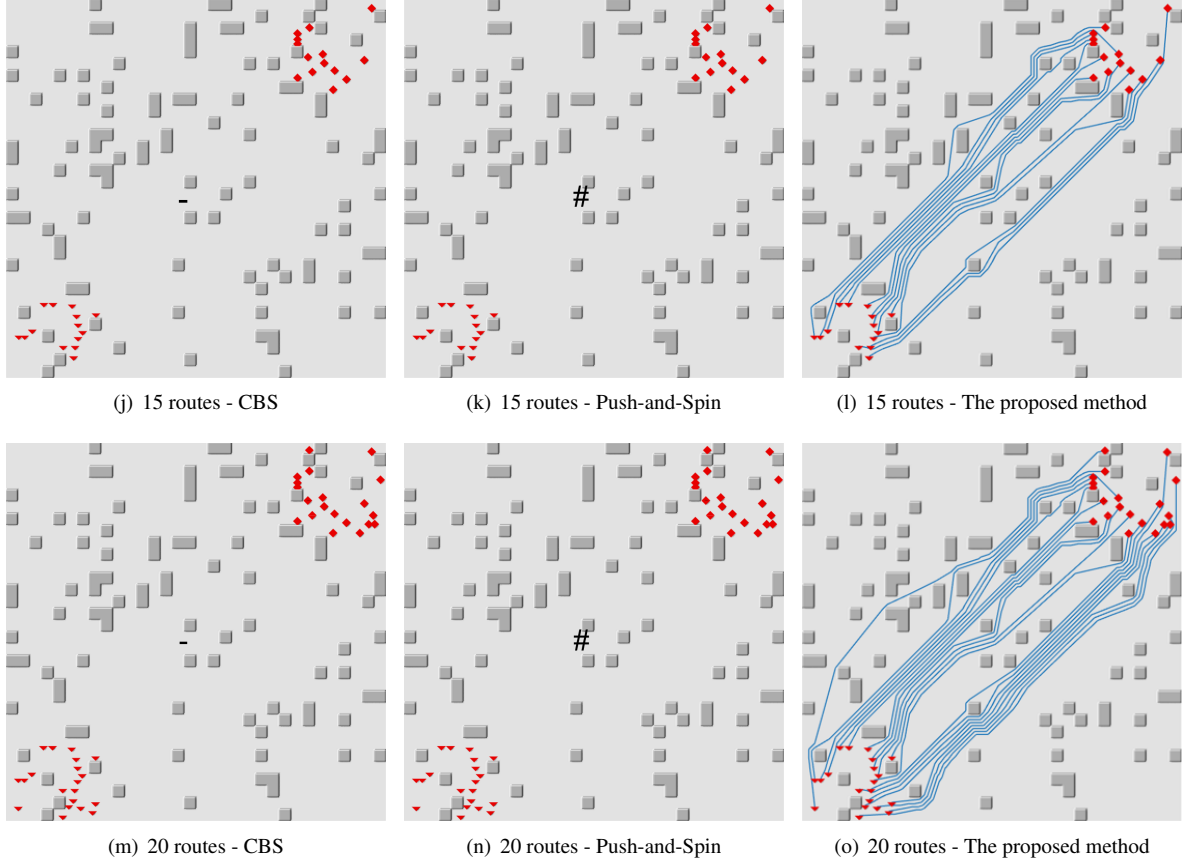 -
#
(j) 15 routes - CBS
(k) 15 routes - Push-and-Spin
(l) 15 routes - The proposed method
-
#
(m) 20 routes - CBS
(n) 20 routes - Push-and-Spin
(o) 20 routes - The proposed method